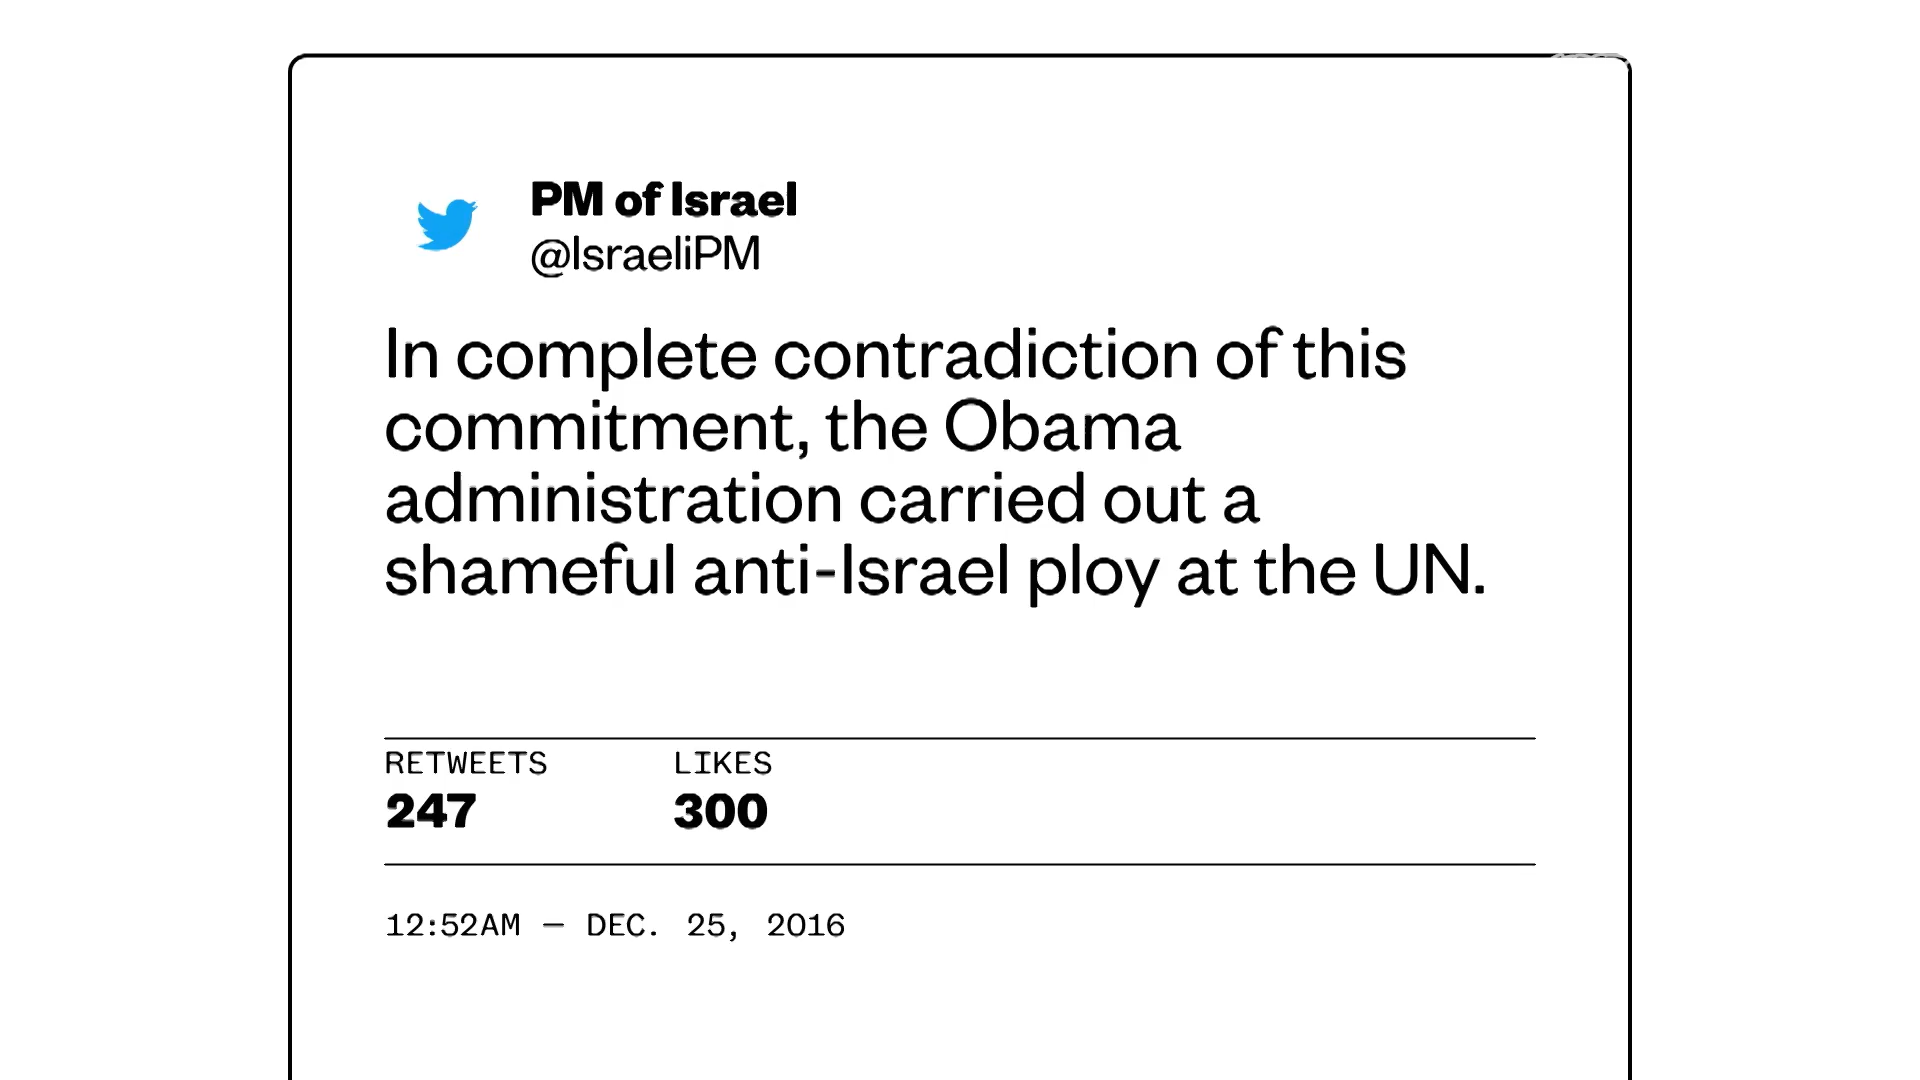 PM of Israel
@IsraeliPM
In complete contradiction of this
commitment, the Obama
administration carried out a
shameful anti-Israel ploy at the UN.
RETWEETS LIKES
247 300
12:52AM — DEC. 25, 2016